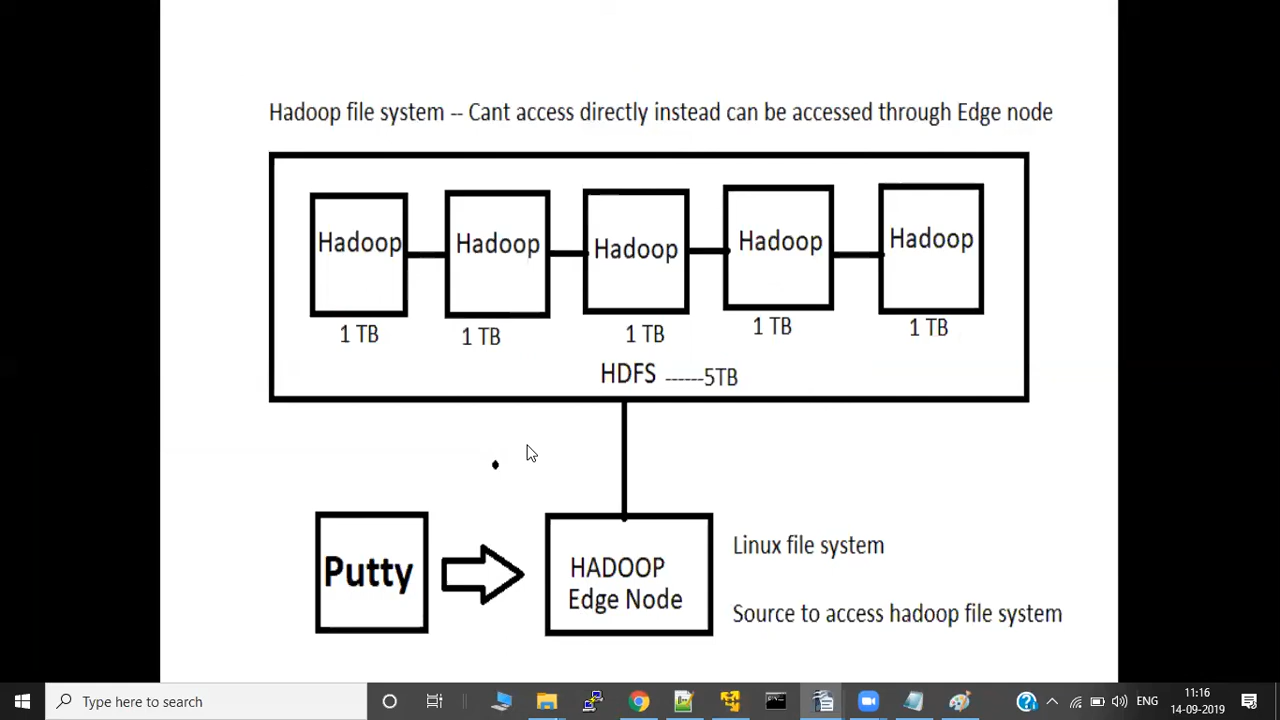 Hadoop file system -- Cant access directly instead can be accessed through Edge node
Hadoop Hadoop Hadoop Hadoop Hadoop
1 TB 1 TB 1 TB 1 TB 1 TB
HDFS ------5TB
Putty
HADOOP
Edge Node
Linux file system
Source to access hadoop file system
Type here to search
ENG
11:16
14-09-2019